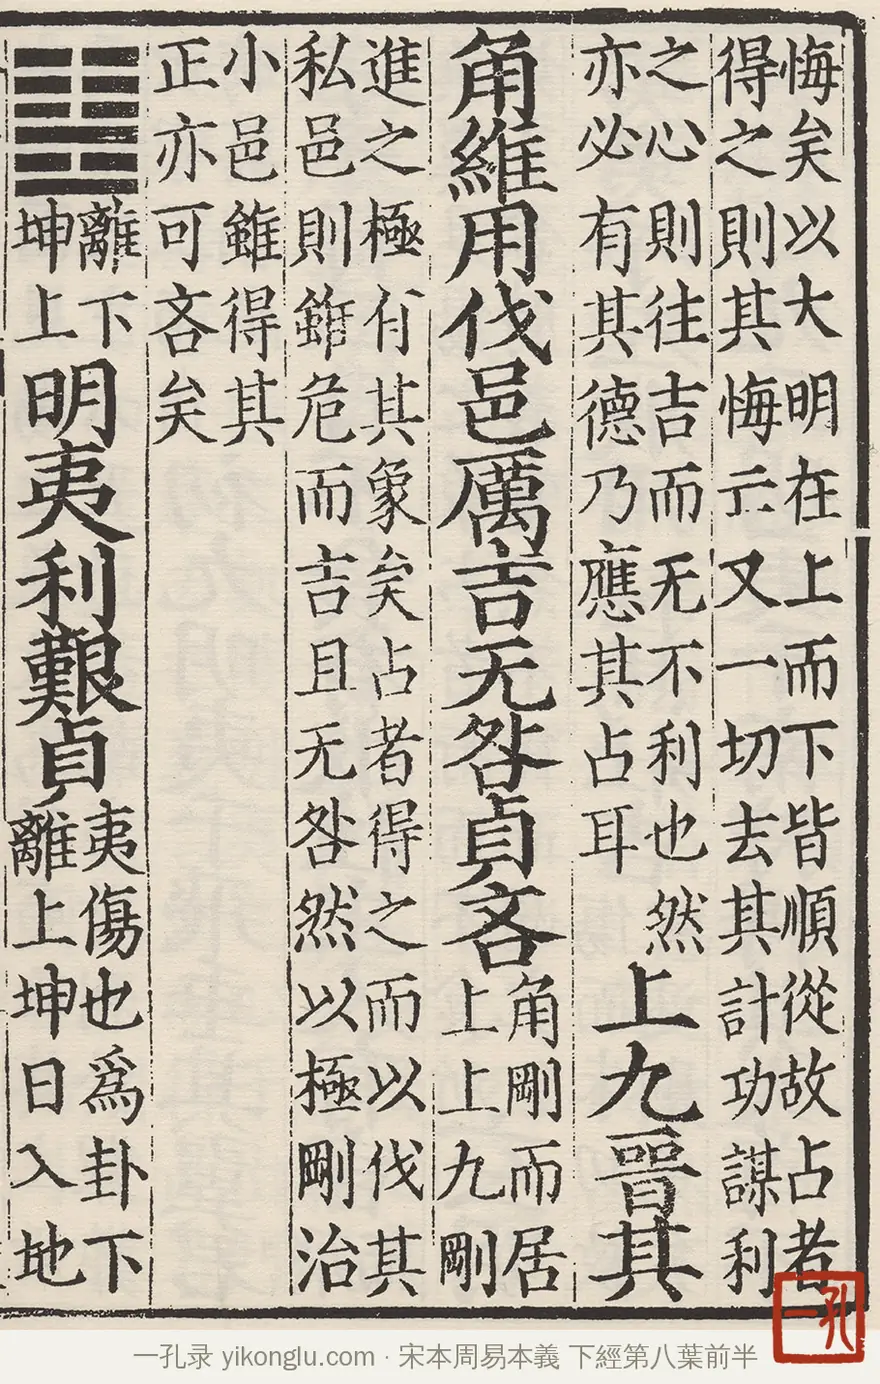 悔矣以大明在上而下皆順從故占者
得之則其悔亡又一切去其計功謀利
之心則往吉而无不利也然
亦必有其德乃應其占耳
上九晉其
角維用伐邑厲吉无咎貞吝
角剛而居
上上九剛
進之極有其象矣占者得之而以伐其
私邑則雖危而吉且无咎然以極剛治
小邑雖得其
正亦可吝矣
離下
坤上
明夷利艱貞
夷傷也爲卦下
離上坤日入地
一孔
一孔录 yikonglu.com · 宋本周易本義 下經第八葉前半